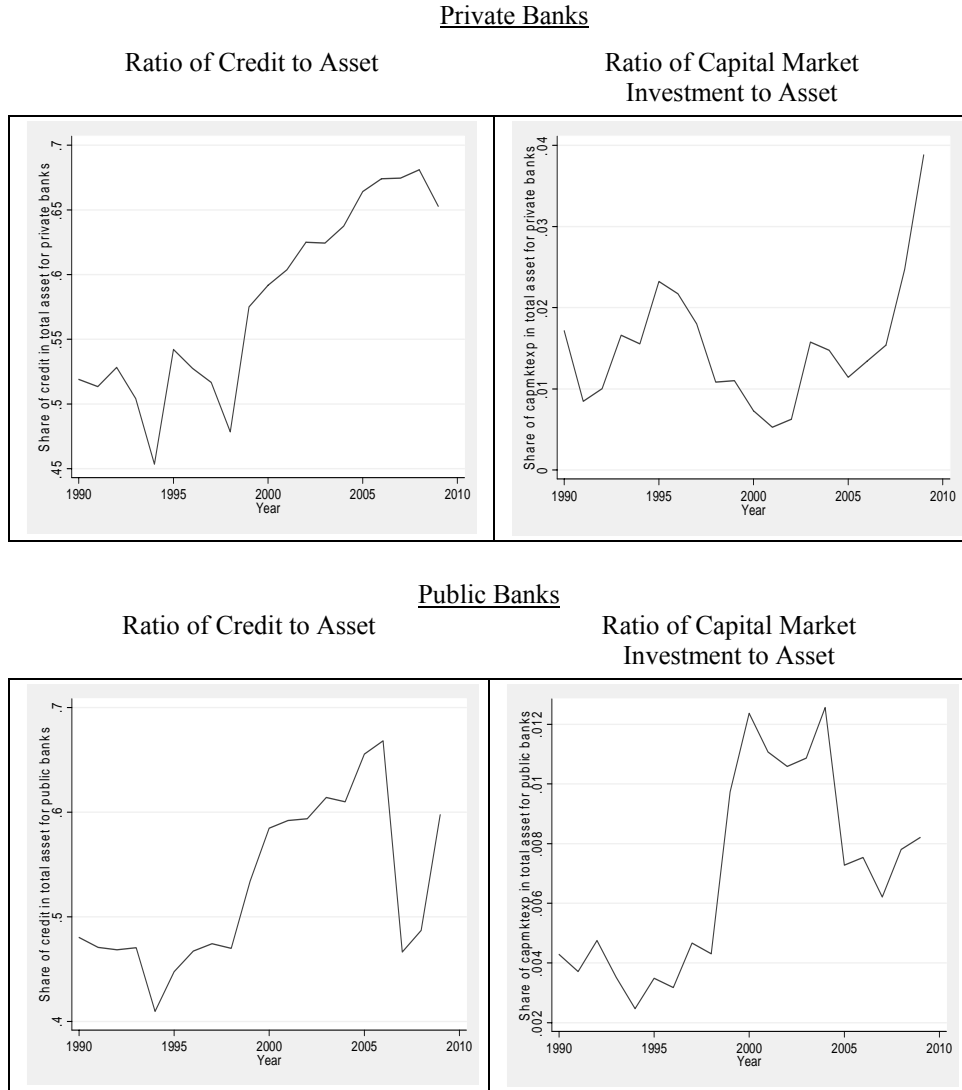 Private Banks
Ratio of Credit to Asset
Ratio of Capital Market
Investment to Asset
Share of credit in total asset for private banks
.7
.65
.6
.55
.5
.45
1990 1995 2000 2005 2010
Year
Share of capmktexp in total asset for private banks
.04
.03
.02
.01
0
1990 1995 2000 2005 2010
Year
Public Banks
Ratio of Credit to Asset
Ratio of Capital Market
Investment to Asset
Share of credit in total asset for public banks
.7
.6
.5
.4
1990 1995 2000 2005 2010
Year
Share of capmktexp in total asset for public banks
.012
.01
.008
.006
.004
.002
1990 1995 2000 2005 2010
Year